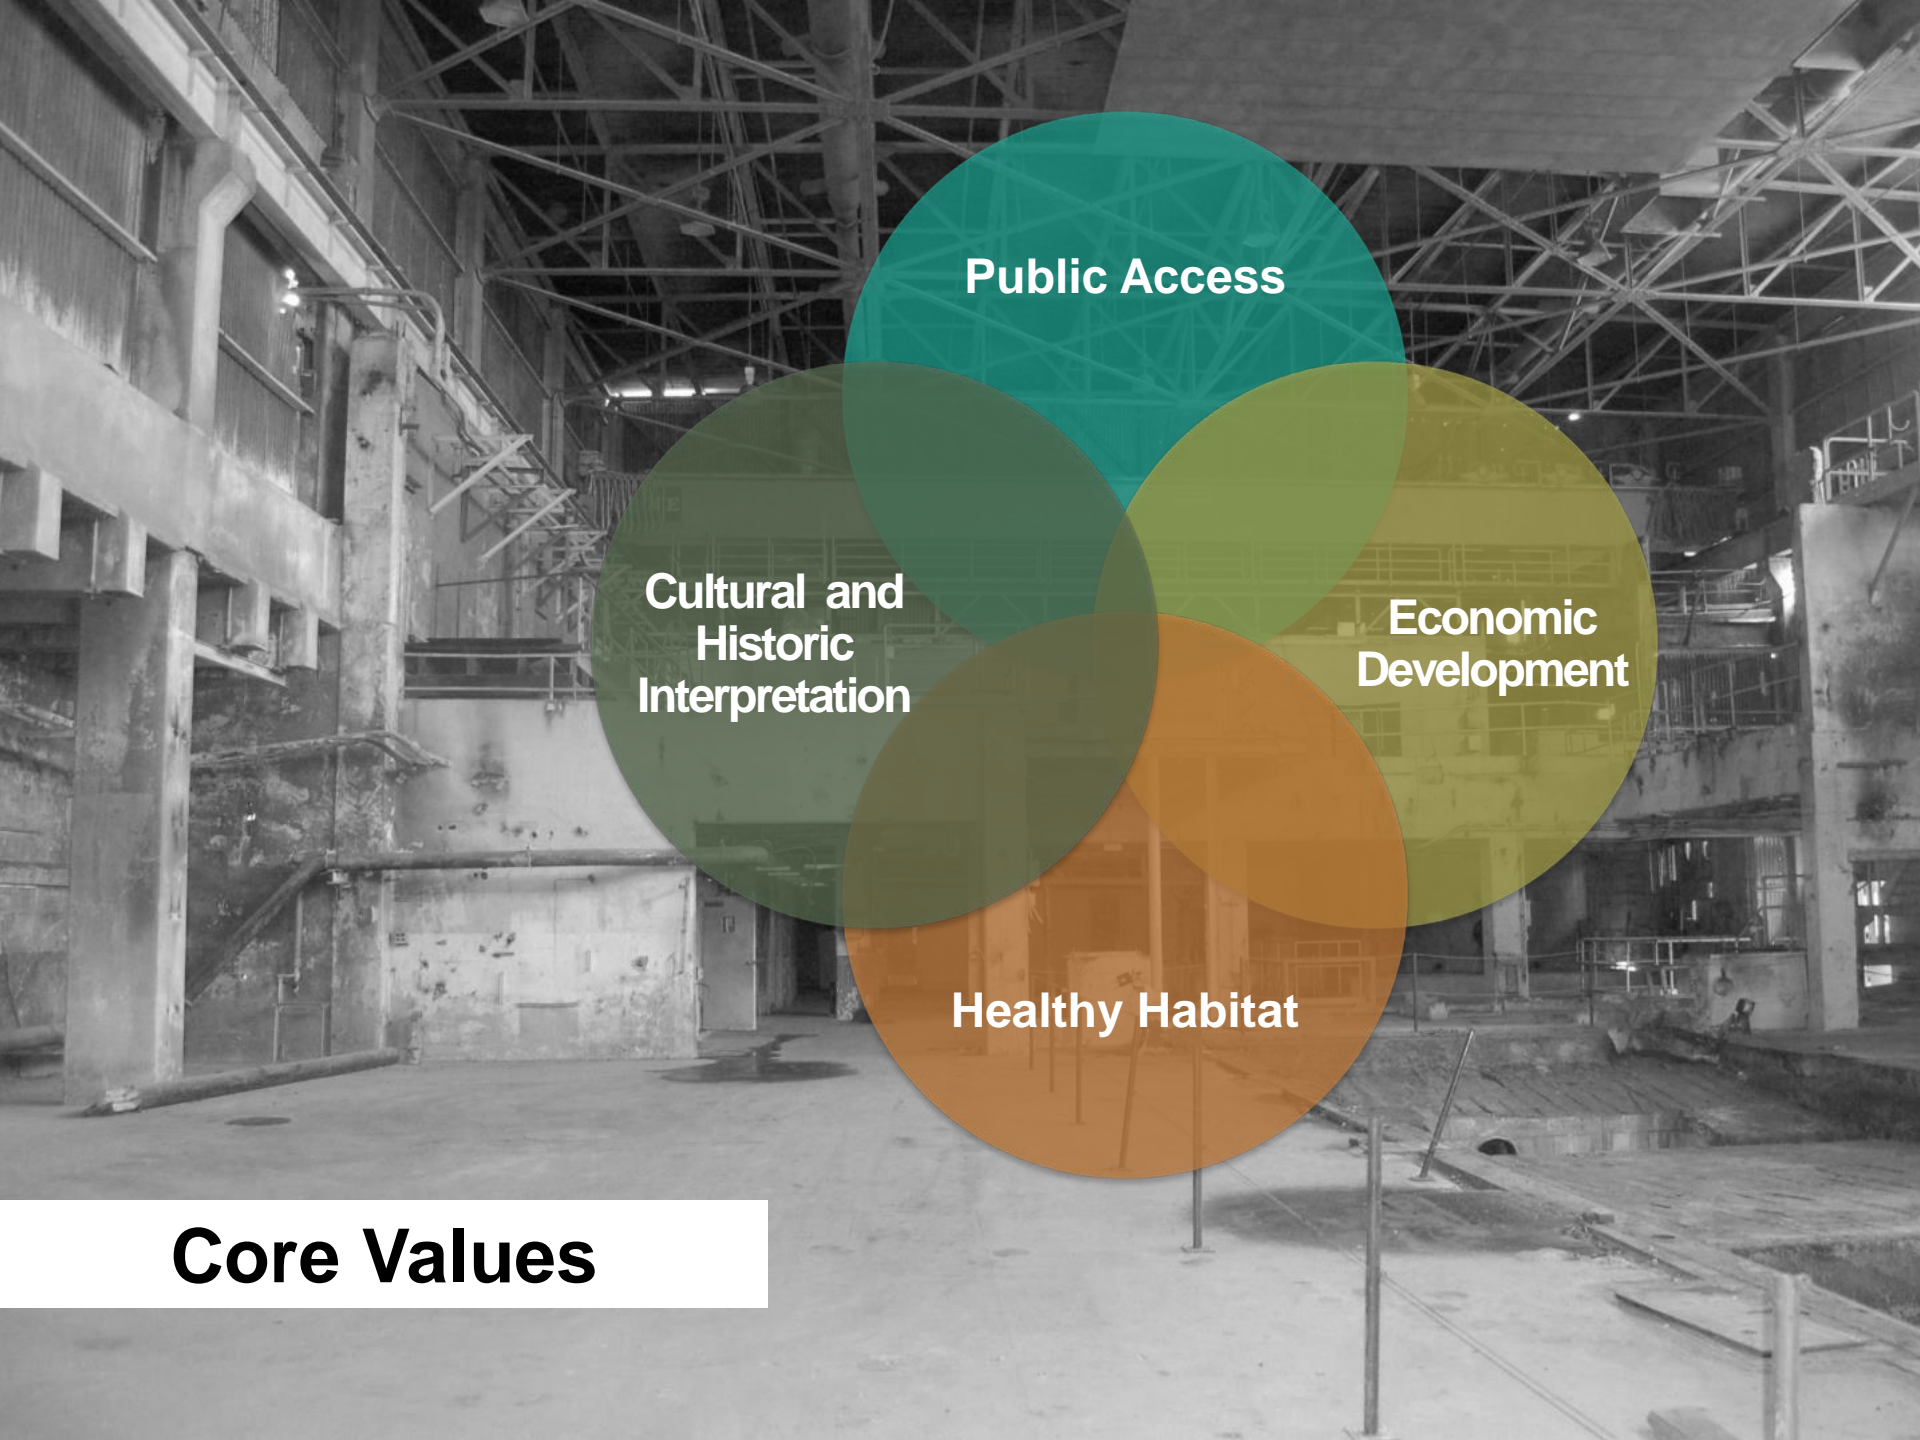 Public Access
Cultural and
Historic
Interpretation
Economic
Development
Healthy Habitat
Core Values